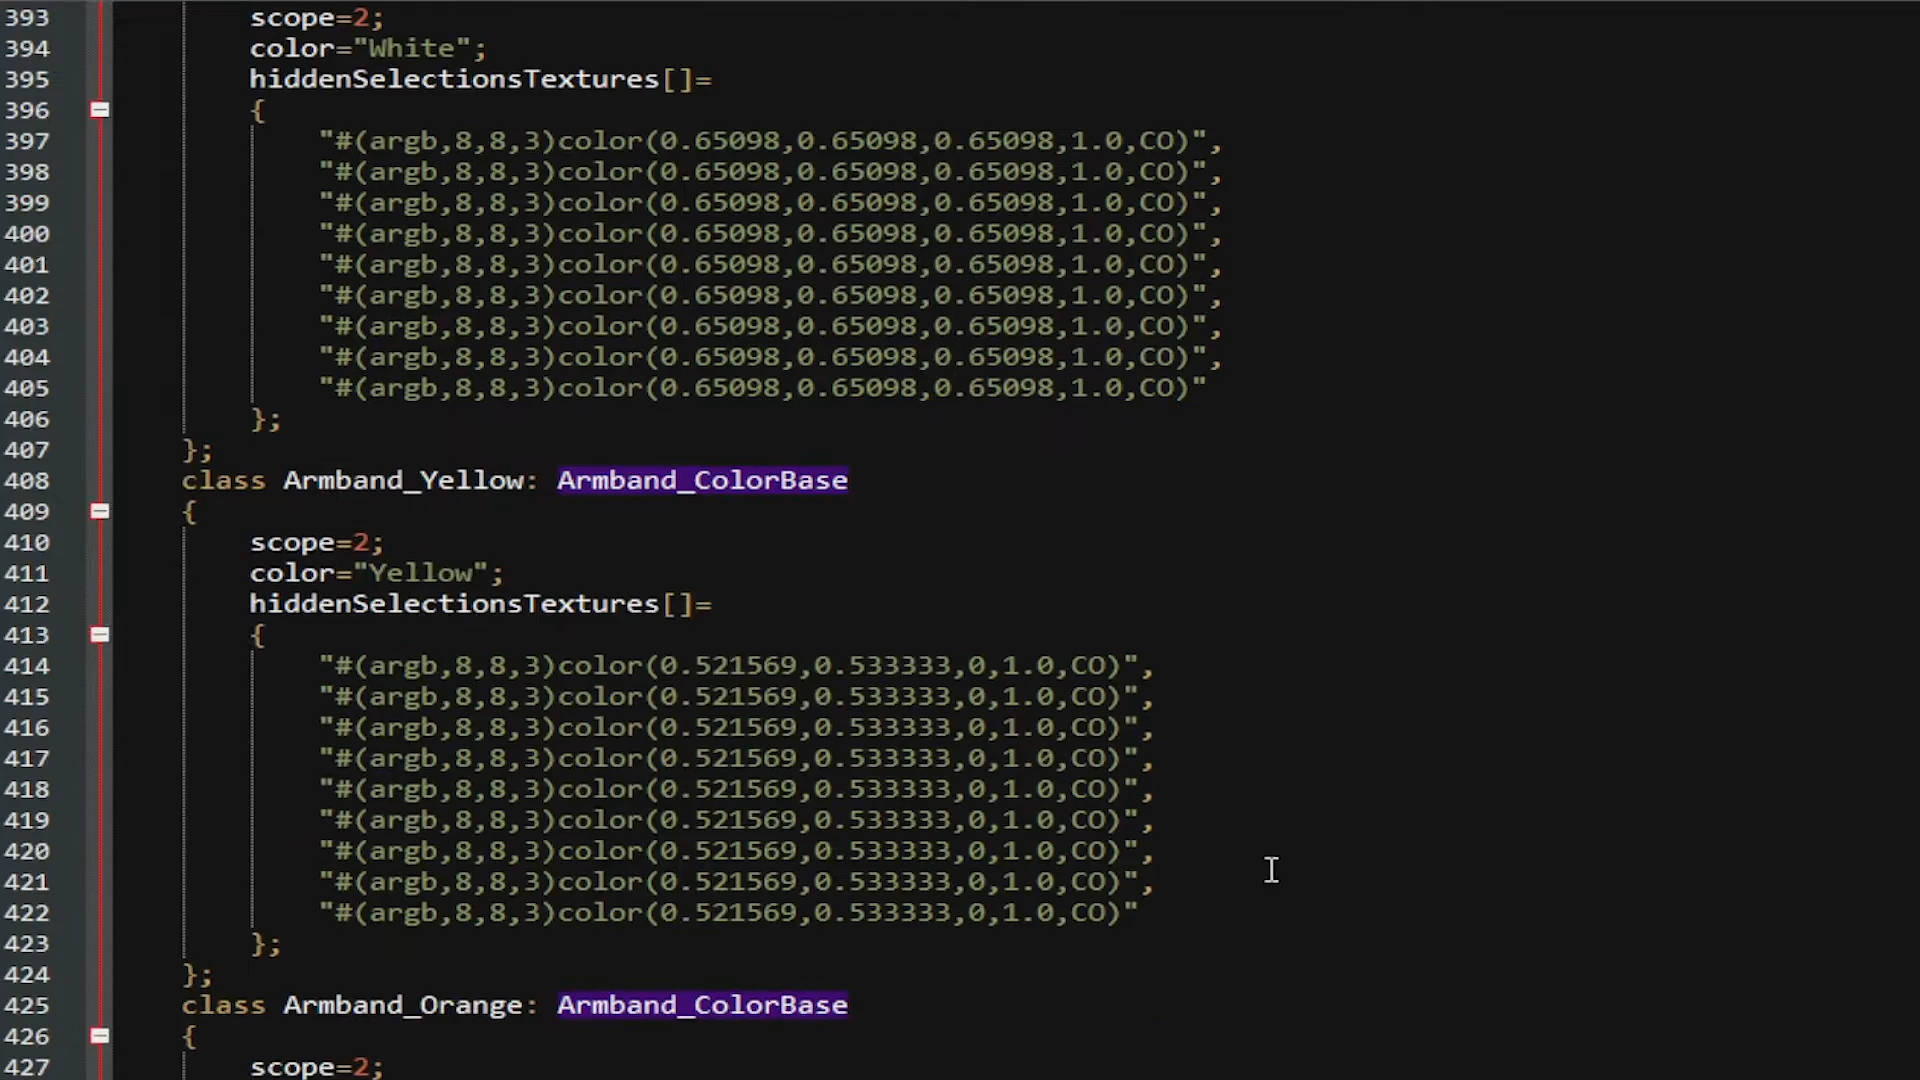 393 scope=2;
394 color="White";
395 hiddenSelectionsTextures[]=
396 {
397 "#(argb,8,8,3)color(0.65098,0.65098,0.65098,1.0,CO)",
398 "#(argb,8,8,3)color(0.65098,0.65098,0.65098,1.0,CO)",
399 "#(argb,8,8,3)color(0.65098,0.65098,0.65098,1.0,CO)",
400 "#(argb,8,8,3)color(0.65098,0.65098,0.65098,1.0,CO)",
401 "#(argb,8,8,3)color(0.65098,0.65098,0.65098,1.0,CO)",
402 "#(argb,8,8,3)color(0.65098,0.65098,0.65098,1.0,CO)",
403 "#(argb,8,8,3)color(0.65098,0.65098,0.65098,1.0,CO)",
404 "#(argb,8,8,3)color(0.65098,0.65098,0.65098,1.0,CO)",
405 "#(argb,8,8,3)color(0.65098,0.65098,0.65098,1.0,CO)"
406 };
407 };
408 class Armband_Yellow: Armband_ColorBase
409 {
410 scope=2;
411 color="Yellow";
412 hiddenSelectionsTextures[]=
413 {
414 "#(argb,8,8,3)color(0.521569,0.533333,0,1.0,CO)",
415 "#(argb,8,8,3)color(0.521569,0.533333,0,1.0,CO)",
416 "#(argb,8,8,3)color(0.521569,0.533333,0,1.0,CO)",
417 "#(argb,8,8,3)color(0.521569,0.533333,0,1.0,CO)",
418 "#(argb,8,8,3)color(0.521569,0.533333,0,1.0,CO)",
419 "#(argb,8,8,3)color(0.521569,0.533333,0,1.0,CO)",
420 "#(argb,8,8,3)color(0.521569,0.533333,0,1.0,CO)",
421 "#(argb,8,8,3)color(0.521569,0.533333,0,1.0,CO)",
422 "#(argb,8,8,3)color(0.521569,0.533333,0,1.0,CO)"
423 };
424 };
425 class Armband_Orange: Armband_ColorBase
426 {
427 scope=2;